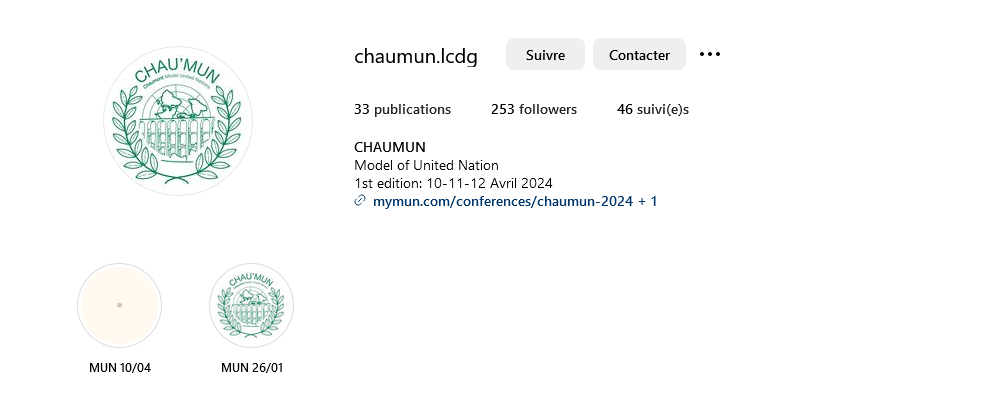 CHAU'MUN
Chaumont Model United Nations
chaumun.lcdg
Suivre
Contacter
33 publications
253 followers
46 suivi(e)s
CHAUMUN
Model of United Nation
1st edition: 10-11-12 Avril 2024
mymun.com/conferences/chaumun-2024 + 1
CHAU'MUN
MUN 10/04
MUN 26/01